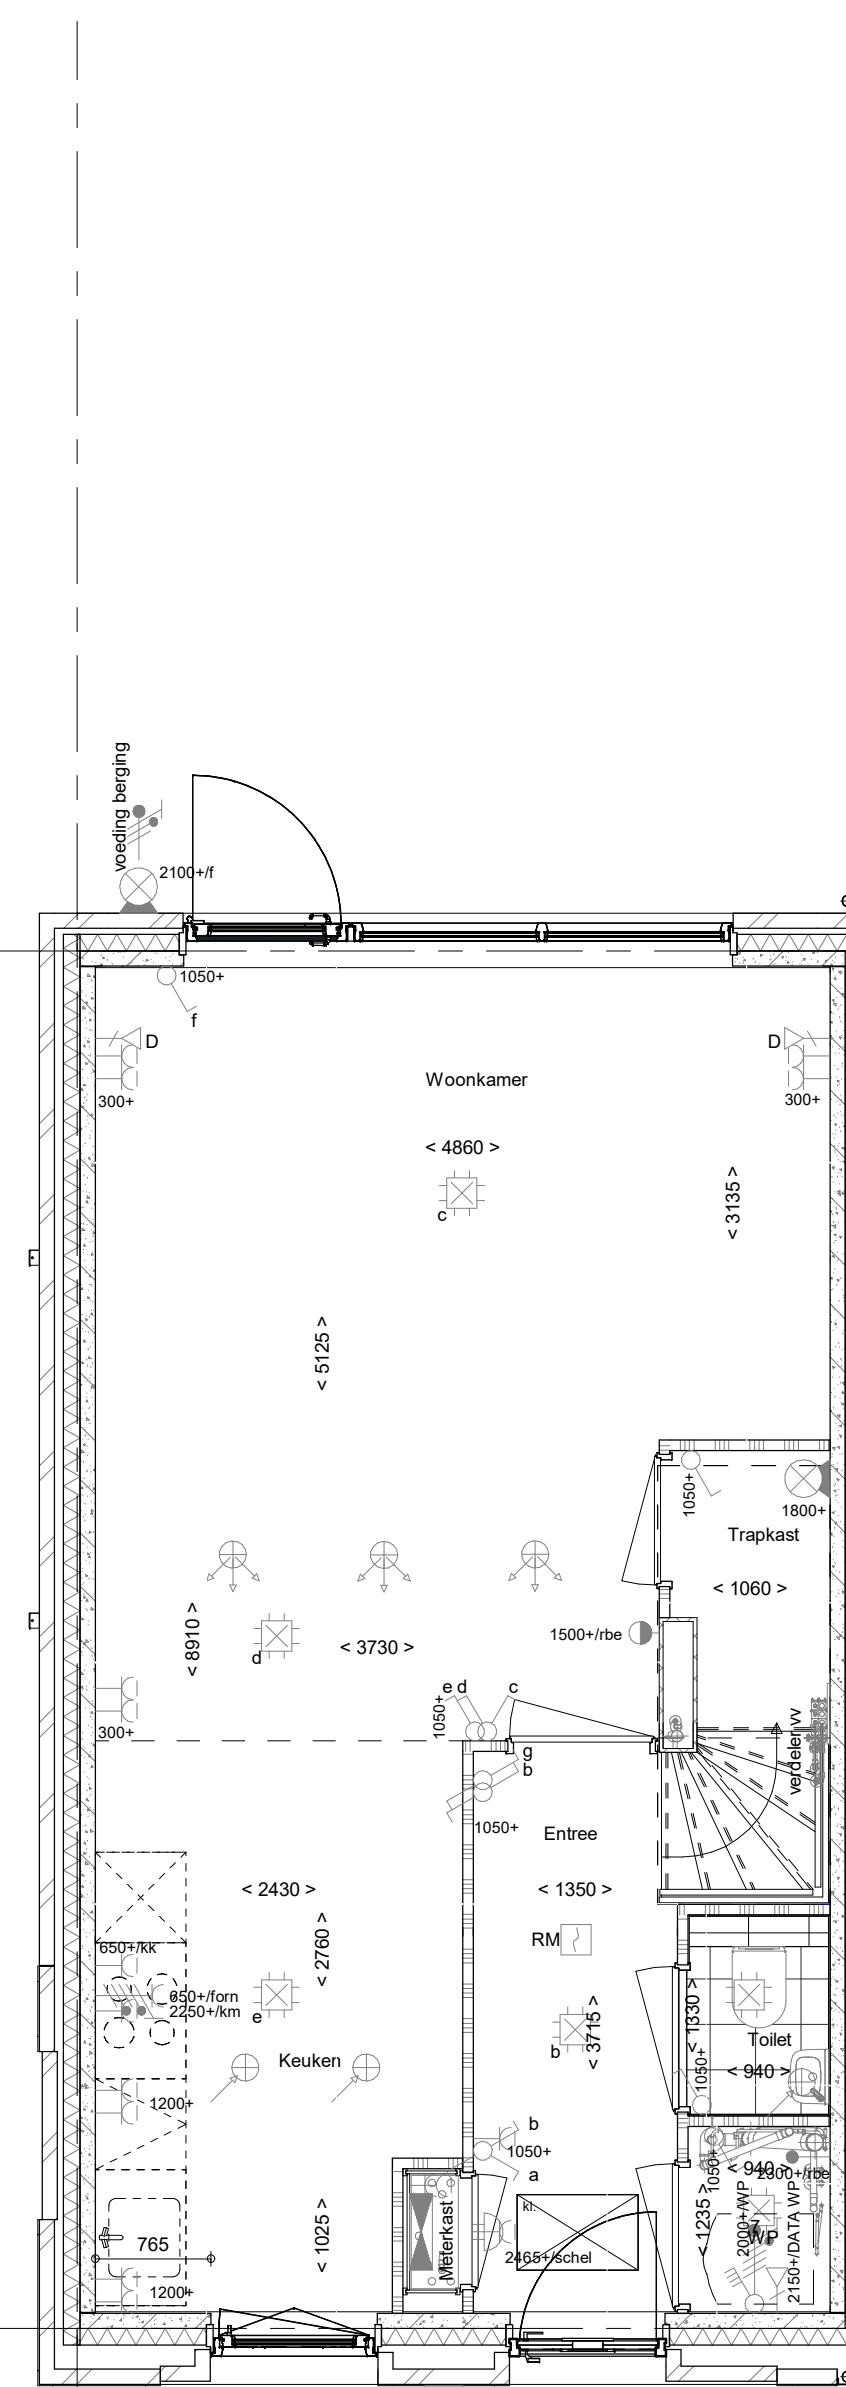 voeding berging
2100+/f
1050+
f
D
D
300+
300+
Woonkamer
< 4860 >
c
< 3135 >
< 5125 >
1050+
1800+
Trapkast
< 1060 >
< 8910 >
d
< 3730 >
1500+/rbe
e d
c
1050+
300+
g
b
verdeler vv
1050+
Entree
< 2430 >
< 1350 >
< 2760 >
RM
650+/kk
650+/forn
2250+/km
e
b
< 3715 >
< 1330 >
Toilet
Keuken
< 940 >
1050+
1200+
b
1050+
a
1050+
< 940 >
2300+/rbe
kl.
Meterkast
765
< 1025 >
2465+/schel
< 1235 >
2000+/WP
7
WP
2150+/DATA WP
1200+